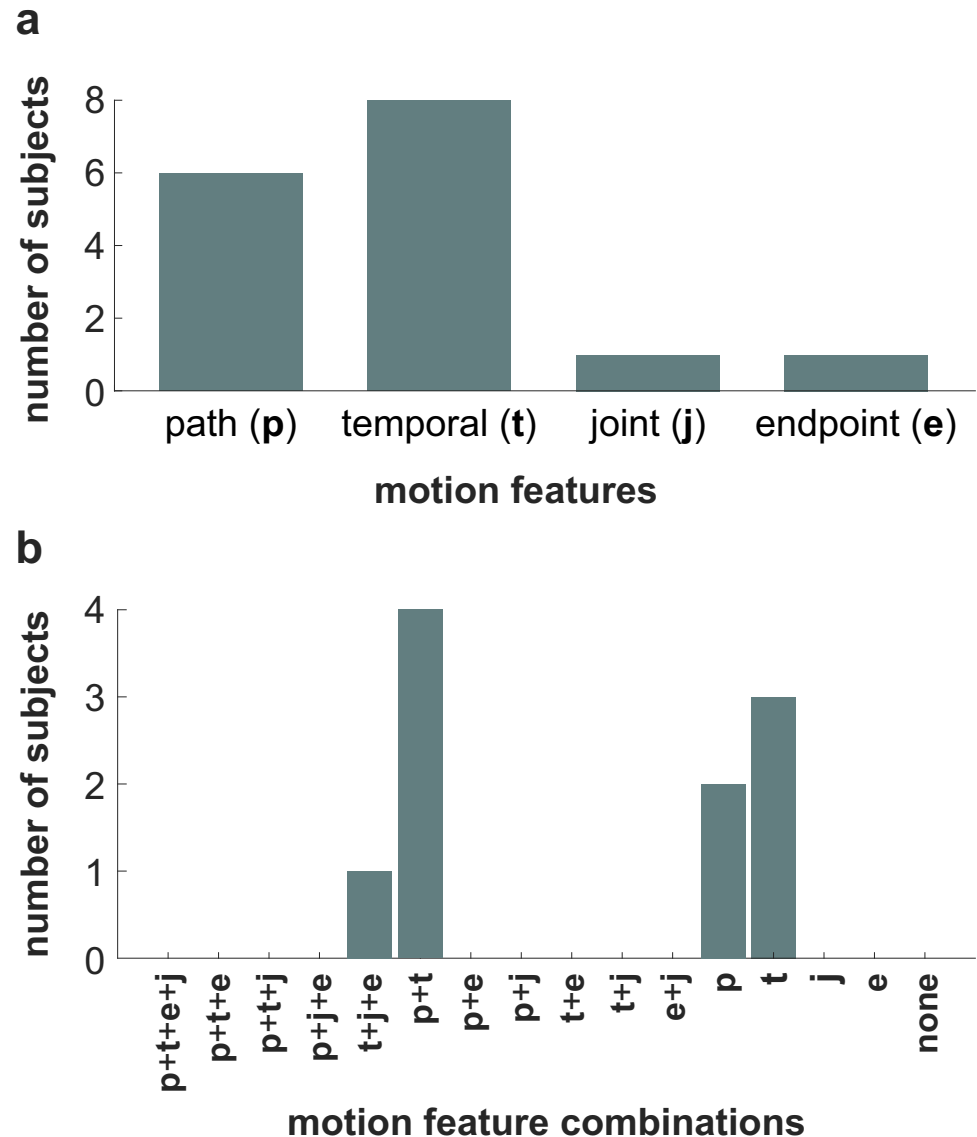 a
number of subjects
8
6
4
2
0
path (p)
temporal (t)
joint (j)
endpoint (e)
motion features
b
number of subjects
4
3
2
1
0
p+t+e+j
p+t+e
p+t+j
p+j+e
t+j+e
p+t
p+e
p+j
t+e
t+j
e+j
p
t
j
e
none
motion feature combinations